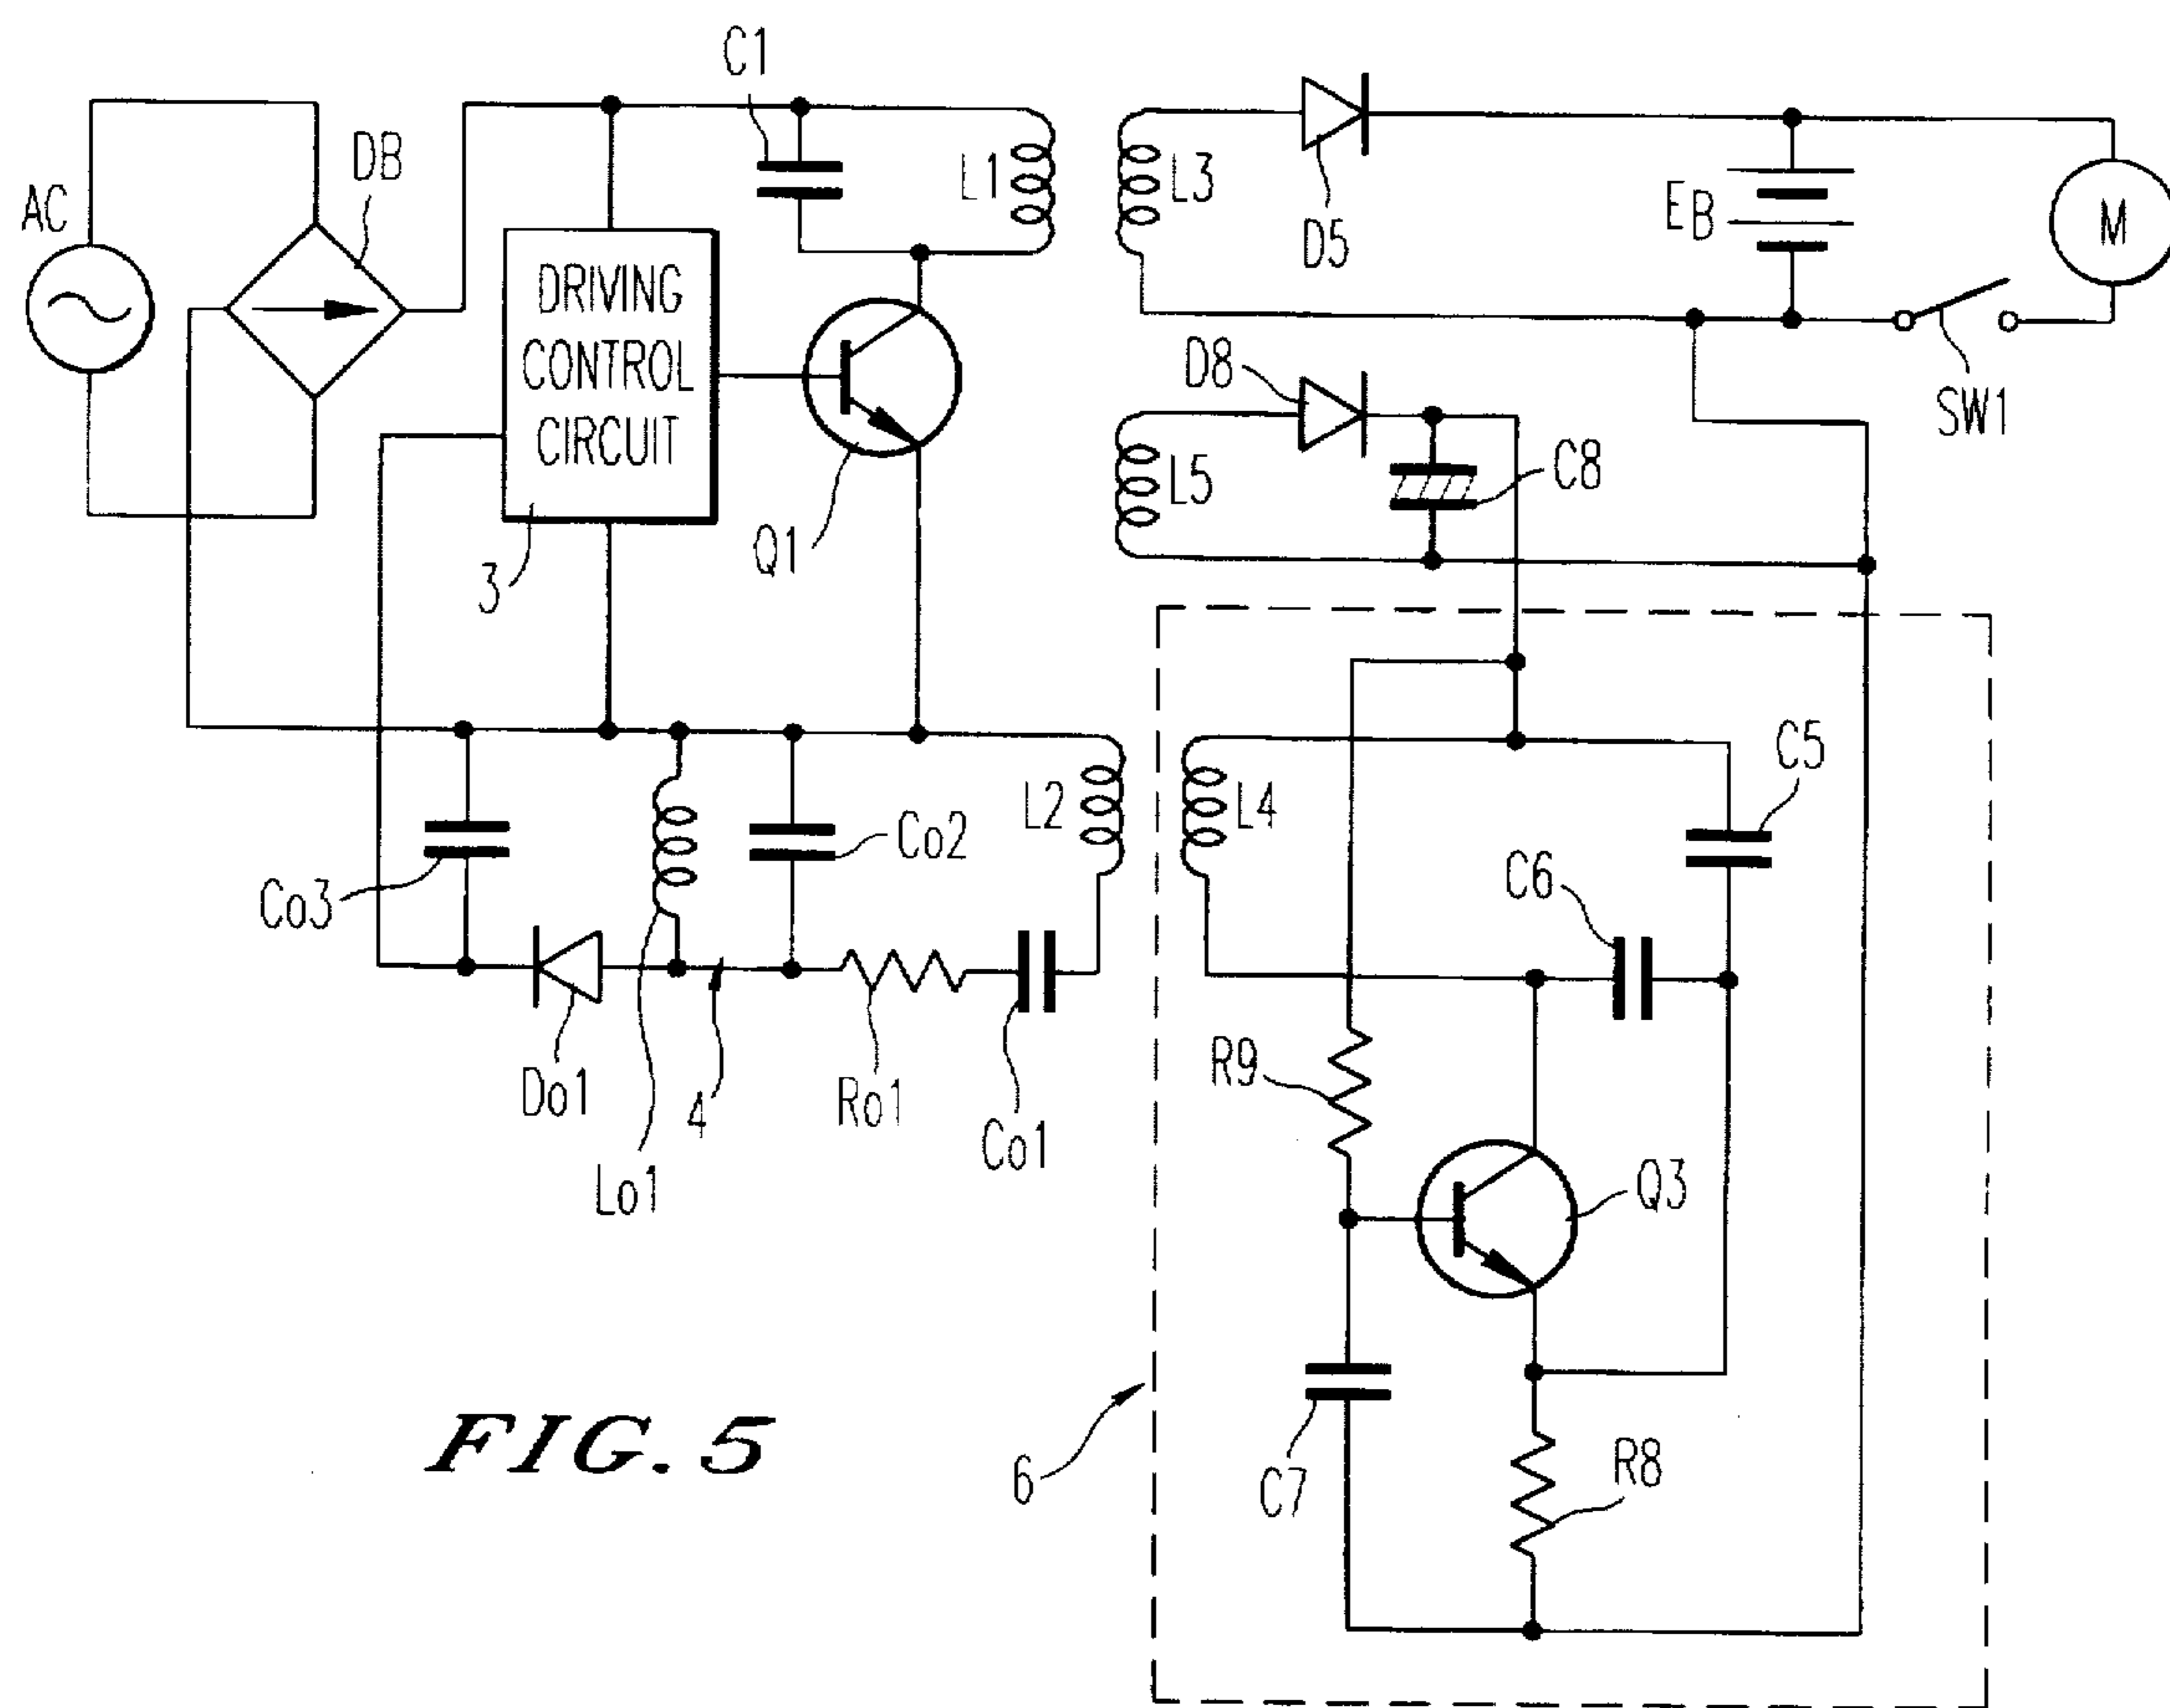 C1
AC
DB
L1
L3
D5
EB
M
DRIVING
CONTROL
CIRCUIT
D8
SW1
L5
C8
3
Q1
L2
L4
C5
Co3
Co2
C6
Do1
4
Ro1
Co1
Lo1
R9
Q3
FIG. 5
6
C7
R8